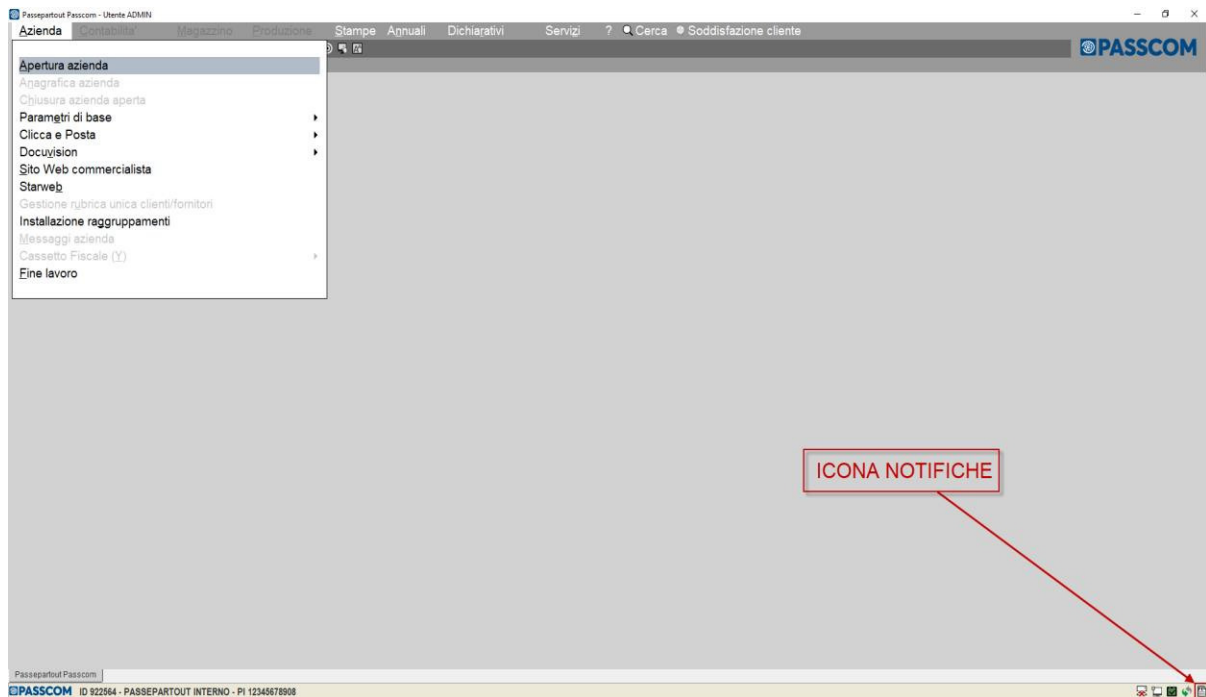 Passepartout Passcom - Utente ADMIN
Azienda Contabilita' Magazzino Produzione Stampe Annuali Dichiarativi Servizi ? Cerca Soddisfazione cliente
PASSCOM
Apertura azienda
Anagrafica azienda
Chiusura azienda aperta
Parametri di base
Clicca e Posta
Docuvision
Sito Web commercialista
Starweb
Gestione rubrica unica clienti/fornitori
Installazione raggruppamenti
Messaggi azienda
Cassetto Fiscale (Y)
Fine lavoro
ICONA NOTIFICHE
Passepartout Passcom
PASSCOM ID 922564 - PASSEPARTOUT INTERNO - PI 12345678908